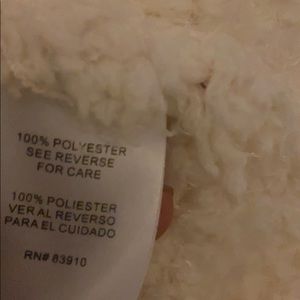 100% POLYESTER
SEE REVERSE
FOR CARE
100% POLIESTER
VER AL REVERSO
PARA EL CUIDADO
RN# 83910